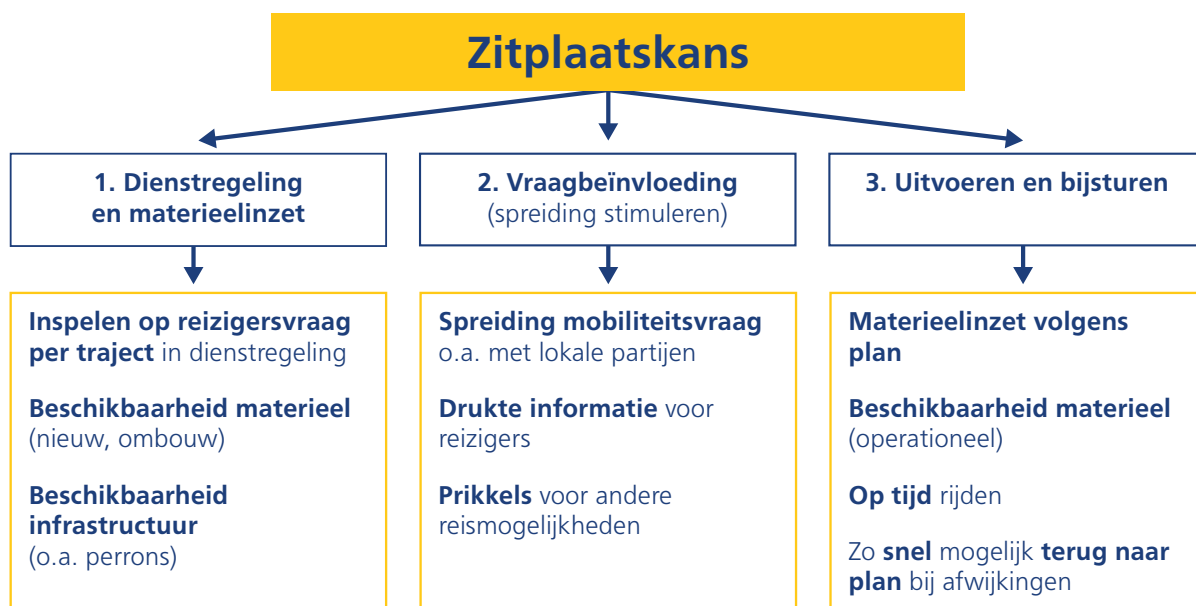 Zitplaatskans
1. Dienstregeling
en materieelinzet
2. Vraagbeïnvloeding
(spreiding stimuleren)
3. Uitvoeren en bijsturen
Inspelen op reizigersvraag
per traject in dienstregeling
Beschikbaarheid materieel
(nieuw, ombouw)
Beschikbaarheid
infrastructuur
(o.a. perrons)
Spreiding mobiliteitsvraag
o.a. met lokale partijen
Drukte informatie voor
reizigers
Prikkels voor andere
reismogelijkheden
Materieelinzet volgens
plan
Beschikbaarheid materieel
(operationeel)
Op tijd rijden
Zo snel mogelijk terug naar
plan bij afwijkingen